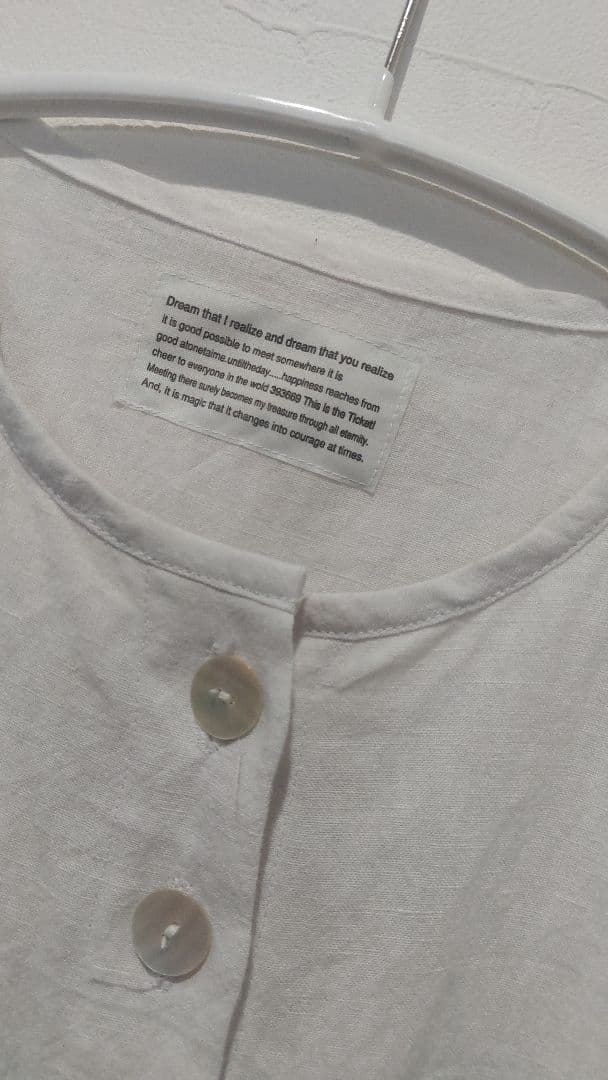 Dream that I realize and dream that you realize
it is good possible to meet somewhere it is
good atonetaime.untiltheday.....happiness reaches from
cheer to everyone in the wold 393669 This is the Ticket!
Meeting there surely becomes my treasure through all eternity.
And, it is magic that it changes into courage at times.